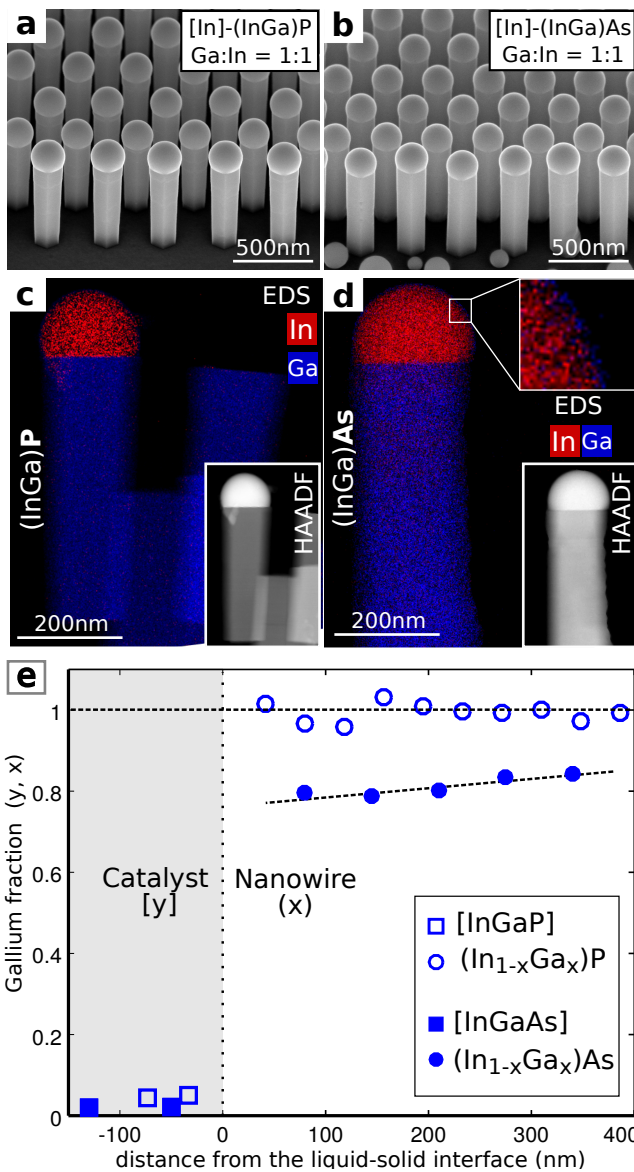 a
[In]-(InGa)P
Ga:In = 1:1
500nm
b
[In]-(InGa)As
Ga:In = 1:1
500nm
c
EDS
In
Ga
(InGa)P
HAADF
200nm
d
EDS
In Ga
(InGa)As
HAADF
200nm
e
Gallium fraction (y, x)
1
0.8
0.6
0.4
0.2
0
Catalyst
[y]
Nanowire
(x)
[InGaP]
(In₁₋ₓGaₓ)P
[InGaAs]
(In₁₋ₓGaₓ)As
-100 0 100 200 300 400
distance from the liquid-solid interface (nm)